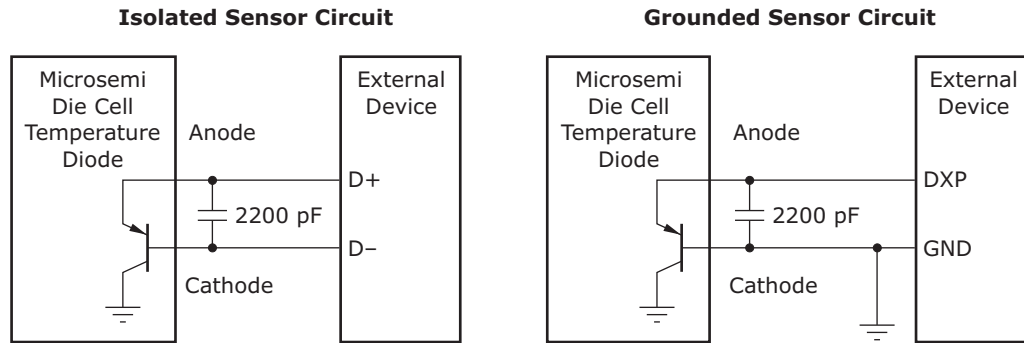 Isolated Sensor Circuit
Microsemi
Die Cell
Temperature
Diode
Anode
Cathode
2200 pF
External
Device
D+
D−
Grounded Sensor Circuit
Microsemi
Die Cell
Temperature
Diode
Anode
Cathode
2200 pF
External
Device
DXP
GND